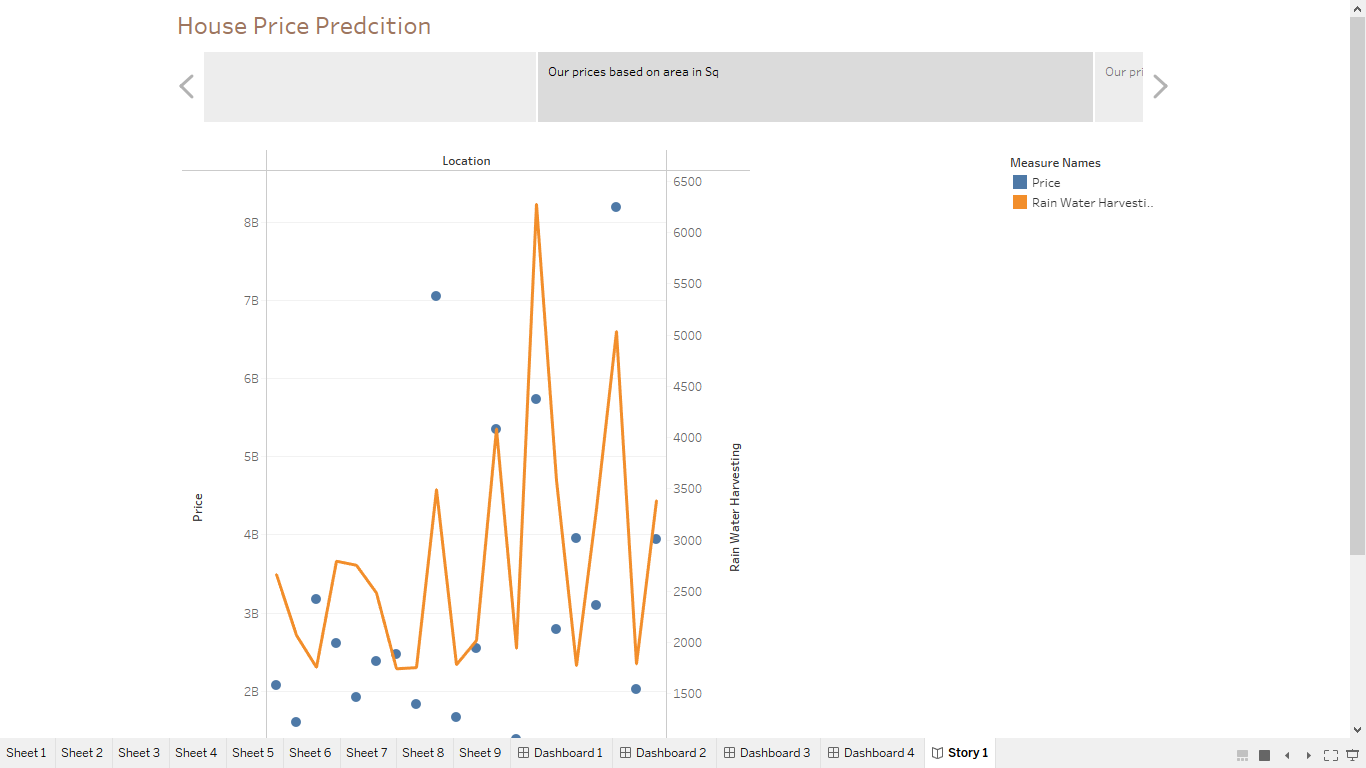 House Price Predcition
Our prices based on area in Sq
Our pri
Location
Measure Names
Price
Rain Water Harvesti..
8B
7B
6B
5B
4B
3B
2B
Price
6500
6000
5500
5000
4500
4000
3500
3000
2500
2000
1500
Rain Water Harvesting
Sheet 1 Sheet 2 Sheet 3 Sheet 4 Sheet 5 Sheet 6 Sheet 7 Sheet 8 Sheet 9 Dashboard 1 Dashboard 2 Dashboard 3 Dashboard 4 Story 1